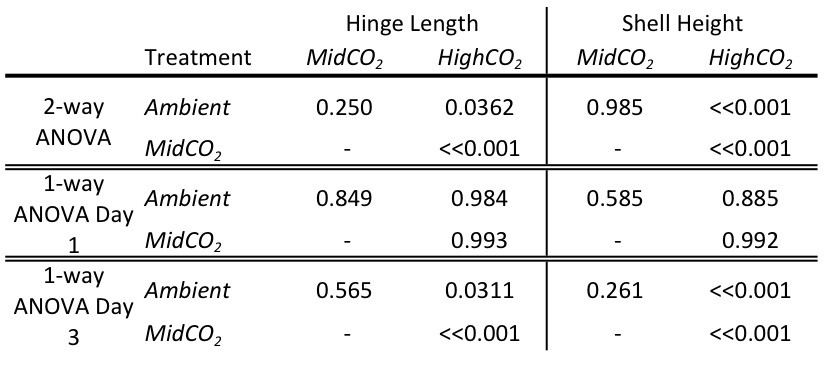 Hinge Length Shell Height
Treatment MidCO₂ HighCO₂ MidCO₂ HighCO₂
2-way ANOVA Ambient 0.250 0.0362 0.985 <<0.001
MidCO₂ - <<0.001 - <<0.001
1-way ANOVA Day 1 Ambient 0.849 0.984 0.585 0.885
MidCO₂ - 0.993 - 0.992
1-way ANOVA Day 3 Ambient 0.565 0.0311 0.261 <<0.001
MidCO₂ - <<0.001 - <<0.001